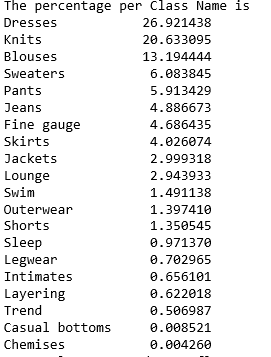 The percentage per Class Name is
Dresses 26.921438
Knits 20.633095
Blouses 13.194444
Sweaters 6.083845
Pants 5.913429
Jeans 4.886673
Fine gauge 4.686435
Skirts 4.026074
Jackets 2.999318
Lounge 2.943933
Swim 1.491138
Outerwear 1.397410
Shorts 1.350545
Sleep 0.971370
Legwear 0.702965
Intimates 0.656101
Layering 0.622018
Trend 0.506987
Casual bottoms 0.008521
Chemises 0.004260